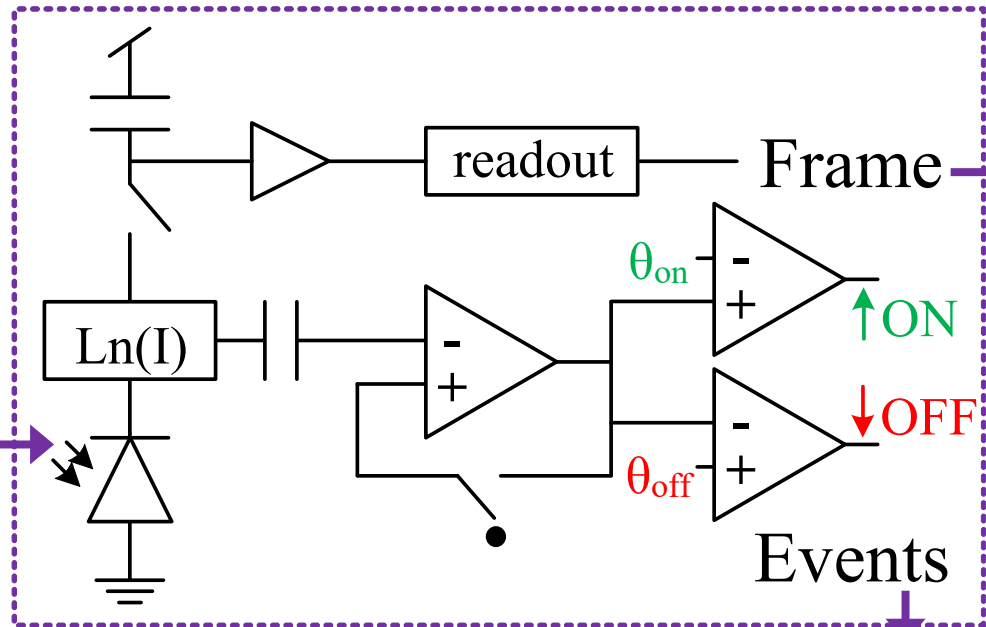 readout
Frame
θon
-
+
ON
Ln(I)
-
+
-
+
OFF
θoff
Events